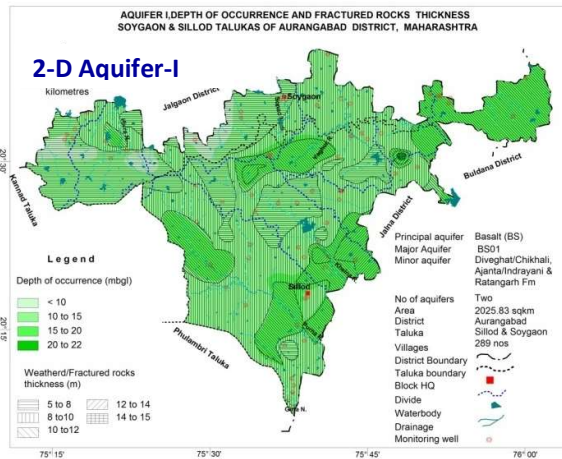 AQUIFER I,DEPTH OF OCCURRENCE AND FRACTURED ROCKS THICKNESS
SOYGAON & SILLOD TALUKAS OF AURANGABAD DISTRICT, MAHARASHTRA
2-D Aquifer-I
kilometres
Jalgaon District
Soygaon
20° 30'
Kannad Taluka
Buldana District
Jalna District
Sillod
20° 15'
Phulambri Taluka
Legend
Depth of occurrence (mbgl)
< 10
10 to 15
15 to 20
20 to 22
Weatherd/Fractured rocks
thickness (m)
5 to 8
8 to10
10 to12
12 to 14
14 to 15
Principal aquifer Basalt (BS)
Major Aquifer BS01
Minor aquifer Diveghat/Chikhali,
Ajanta/Indrayani &
Ratangarh Fm
No of aquifers Two
Area 2025.83 sqkm
District Aurangabad
Taluka Sillod & Soygaon
Villages 289 nos
District Boundary
Taluka boundary
Block HQ
Divide
Waterbody
Drainage
Monitoring well
75°15' 75°30' 75°45' 76°00'